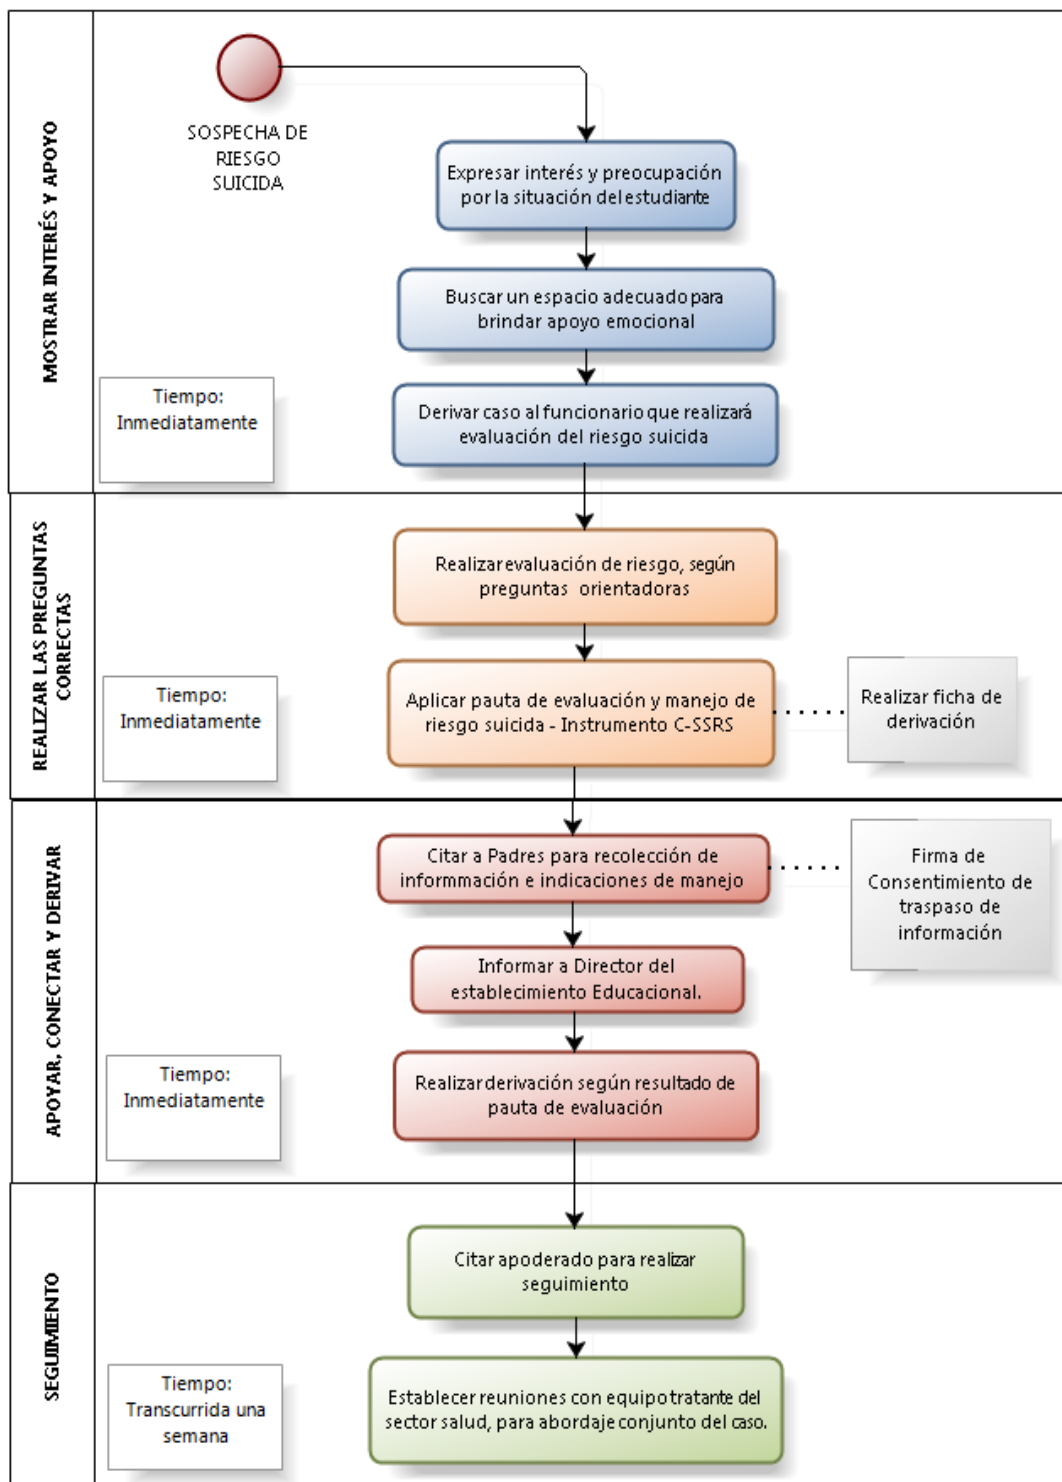 MOSTRAR INTERÉS Y APOYO
SOSPECHA DE
RIESGO
SUICIDA
Expresar interés y preocupación
por la situación del estudiante
Buscar un espacio adecuado para
brindar apoyo emocional
Tiempo:
Inmediatamente
Derivar caso al funcionario que realizará
evaluación del riesgo suicida
REALIZAR LAS PREGUNTAS
CORRECTAS
Realizar evaluación de riesgo, según
preguntas orientadoras
Tiempo:
Inmediatamente
Aplicar pauta de evaluación y manejo de
riesgo suicida - Instrumento C-SSRS
Realizar ficha de
derivación
APOYAR, CONECTAR Y DERIVAR
Citar a Padres para recolección de
informmación e indicaciones de manejo
Firma de
Consentimiento de
traspaso de
información
Informar a Director del
establecimiento Educacional.
Tiempo:
Inmediatamente
Realizar derivación según resultado de
pauta de evaluación
SEGUIMIENTO
Citar apoderado para realizar
seguimiento
Tiempo:
Transcurrida una
semana
Establecer reuniones con equipo tratante del
sector salud, para abordaje conjunto del caso.